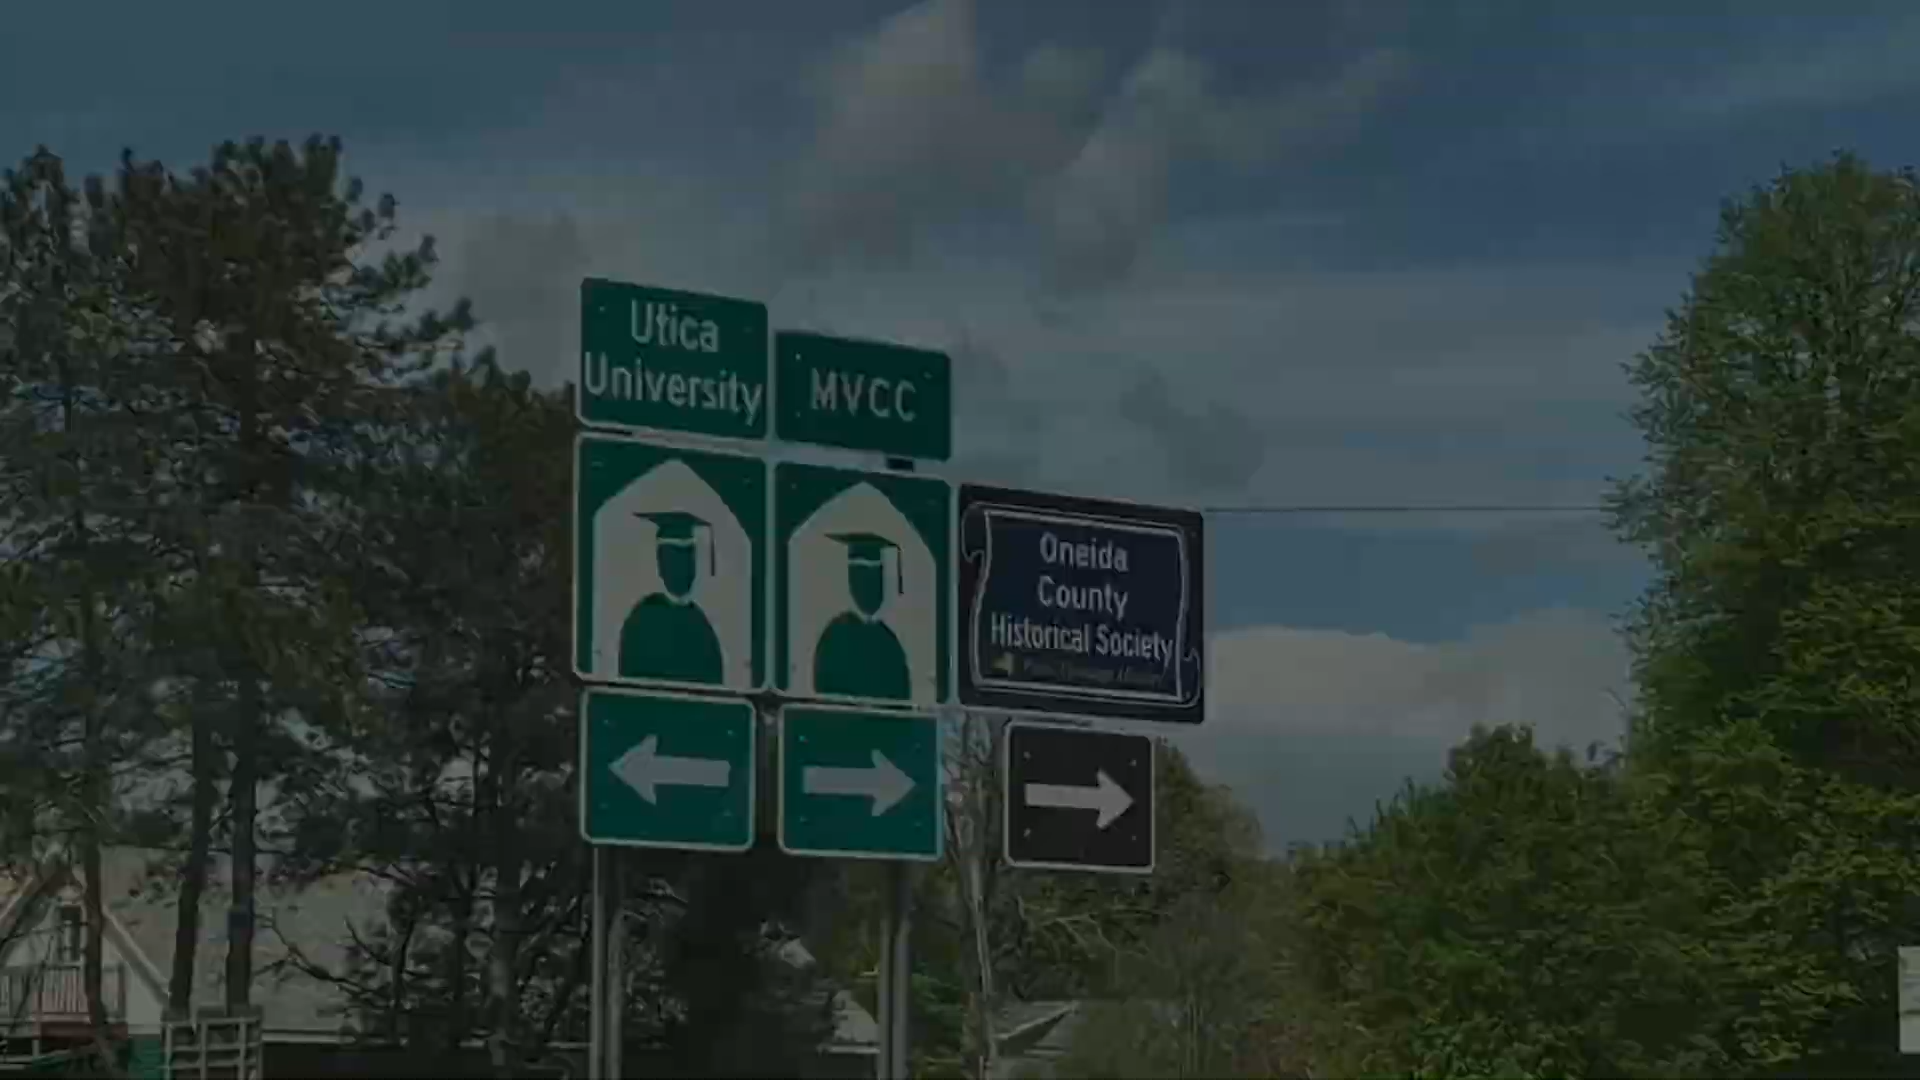 Utica
University
MVCC
Oneida
County
Historical Society